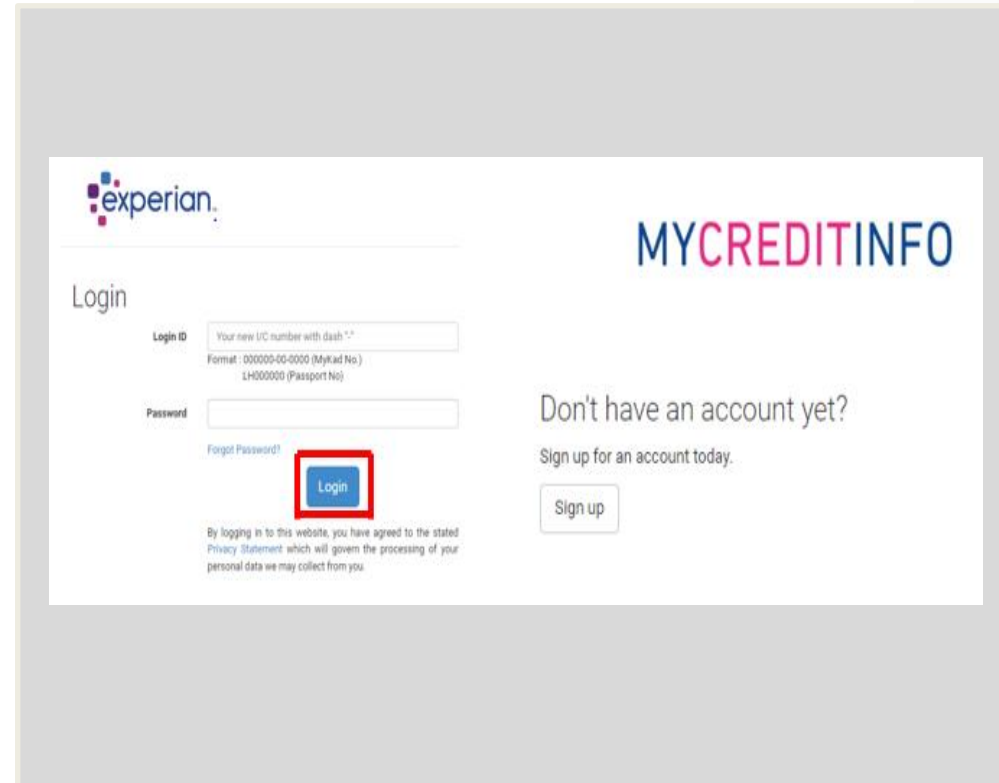 experian.
MYCREDITINFO
Login
Login ID
Your new I/C number with dash "-"
Format : 000000-00-0000 (MyKad No.)
LH000000 (Passport No)
Password
Forgot Password?
Login
By logging in to this website, you have agreed to the stated
Privacy Statement which will govern the processing of your
personal data we may collect from you.
Don't have an account yet?
Sign up for an account today.
Sign up